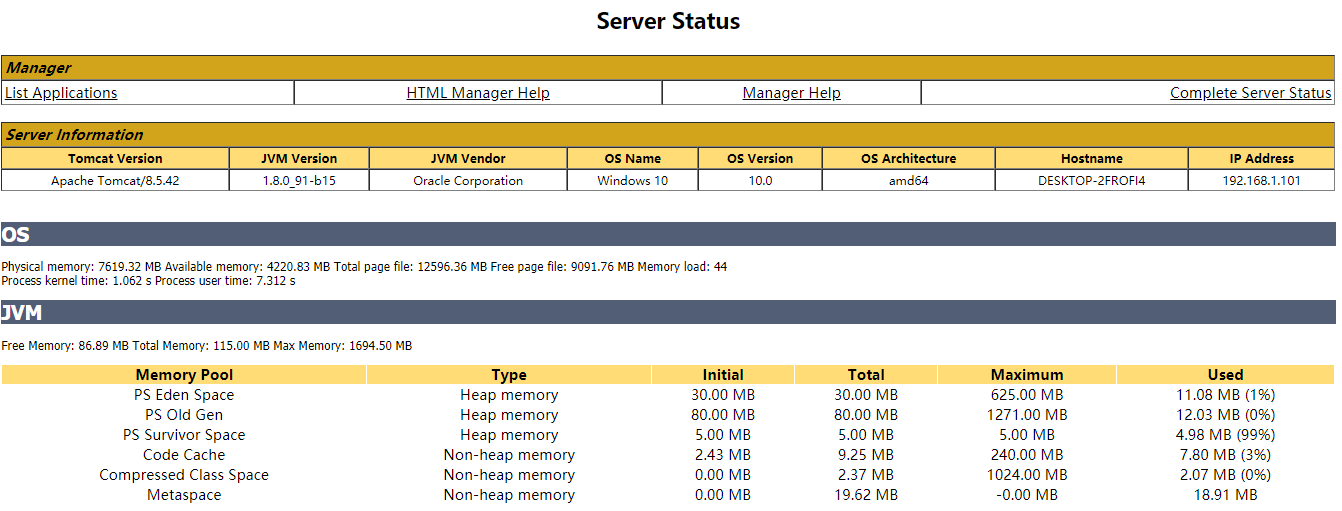 Server Status
Manager
List Applications HTML Manager Help Manager Help Complete Server Status
Server Information
Tomcat Version JVM Version JVM Vendor OS Name OS Version OS Architecture Hostname IP Address
Apache Tomcat/8.5.42 1.8.0_91-b15 Oracle Corporation Windows 10 10.0 amd64 DESKTOP-2FROFI4 192.168.1.101
OS
Physical memory: 7619.32 MB Available memory: 4220.83 MB Total page file: 12596.36 MB Free page file: 9091.76 MB Memory load: 44
Process kernel time: 1.062 s Process user time: 7.312 s
JVM
Free Memory: 86.89 MB Total Memory: 115.00 MB Max Memory: 1694.50 MB
Memory Pool Type Initial Total Maximum Used
PS Eden Space Heap memory 30.00 MB 30.00 MB 625.00 MB 11.08 MB (1%)
PS Old Gen Heap memory 80.00 MB 80.00 MB 1271.00 MB 12.03 MB (0%)
PS Survivor Space Heap memory 5.00 MB 5.00 MB 5.00 MB 4.98 MB (99%)
Code Cache Non-heap memory 2.43 MB 9.25 MB 240.00 MB 7.80 MB (3%)
Compressed Class Space Non-heap memory 0.00 MB 2.37 MB 1024.00 MB 2.07 MB (0%)
Metaspace Non-heap memory 0.00 MB 19.62 MB -0.00 MB 18.91 MB